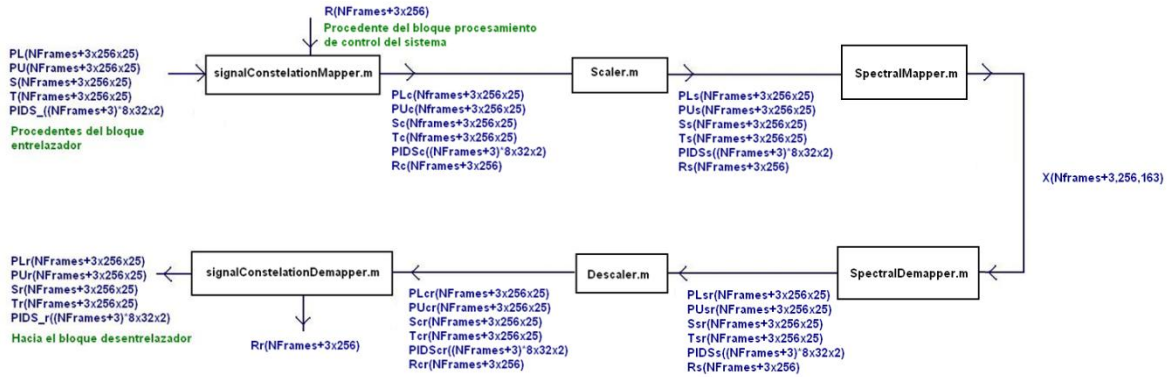 R(NFrames+3x256)
Procedente del bloque procesamiento
de control del sistema
PL(NFrames+3x256x25)
PU(NFrames+3x256x25)
S(NFrames+3x256x25)
T(NFrames+3x256x25)
PIDS_((NFrames+3)*8x32x2)
Procedentes del bloque
entrelazador
signalConstelationMapper.m
PLc(Nframes+3x256x25)
PUc(Nframes+3x256x25)
Sc(Nframes+3x256x25)
Tc(Nframes+3x256x25)
PIDSc((NFrames+3)*8x32x2)
Rc(NFrames+3x256)
Scaler.m
PLs(NFrames+3x256x25)
PUs(NFrames+3x256x25)
Ss(NFrames+3x256x25)
Ts(NFrames+3x256x25)
PIDSs((NFrames+3)*8x32x2)
Rs(NFrames+3x256)
SpectralMapper.m
X(Nframes+3,256,163)
SpectralDemapper.m
PLsr(NFrames+3x256x25)
PUsr(NFrames+3x256x25)
Ssr(NFrames+3x256x25)
Tsr(NFrames+3x256x25)
PIDSs((NFrames+3)*8x32x2)
Rs(NFrames+3x256)
Descaler.m
PLcr(NFrames+3x256x25)
PUcr(NFrames+3x256x25)
Scr(NFrames+3x256x25)
Tcr(NFrames+3x256x25)
PIDScr((NFrames+3)*8x32x2)
Rcr(NFrames+3x256)
signalConstelationDemapper.m
Rr(NFrames+3x256)
PLr(NFrames+3x256x25)
PUr(NFrames+3x256x25)
Sr(NFrames+3x256x25)
Tr(NFrames+3x256x25)
PIDS_r((NFrames+3)*8x32x2)
Hacia el bloque desentrelazador